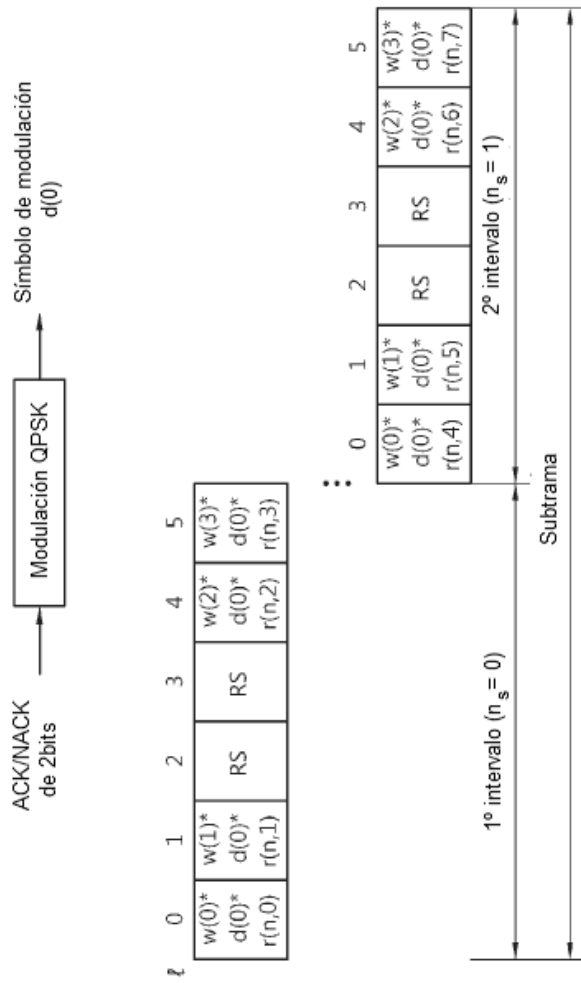 ACK/NACK
de 2bits
Modulación QPSK
Símbolo de modulación
d(0)
ℓ
0 1 2 3 4 5
w(0)* w(1)* RS RS w(2)* w(3)*
d(0)* d(0)* d(0)* d(0)*
r(n,0) r(n,1) r(n,2) r(n,3)
0 1 2 3 4 5
w(0)* w(1)* RS RS w(2)* w(3)*
d(0)* d(0)* d(0)* d(0)*
r(n,4) r(n,5) r(n,6) r(n,7)
1º intervalo (n s = 0)
2º intervalo (n s = 1)
Subtrama